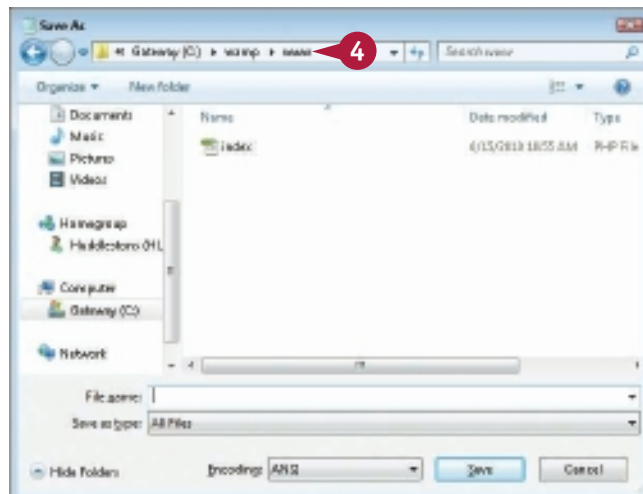 Save As
Gateway (C:) ▸ wamp ▸ www
4
Search www
Organize
New folder
Documents
Music
Pictures
Videos
Homegroup
Computer
Gateway (C:)
Network
Name
Date modified
Type
index
6/15/2010 10:55 AM
PHP File
File name:
Save as type: All Files
Hide Folders
Encoding: ANSI
Save
Cancel